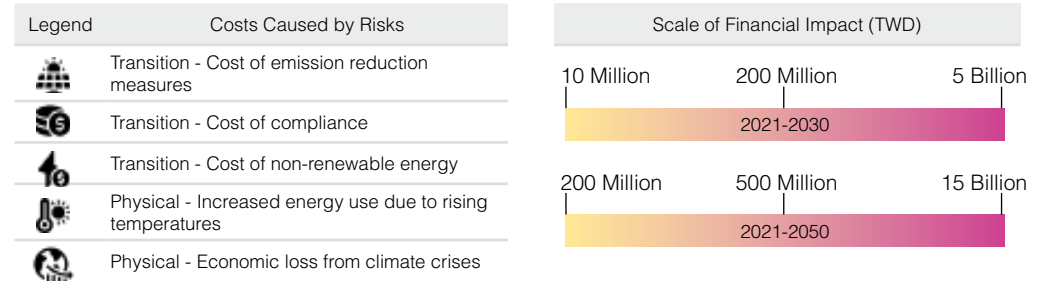 Legend Costs Caused by Risks
Transition - Cost of emission reduction
measures
Transition - Cost of compliance
Transition - Cost of non-renewable energy
Physical - Increased energy use due to rising
temperatures
Physical - Economic loss from climate crises
Scale of Financial Impact (TWD)
10 Million 200 Million 5 Billion
2021-2030
200 Million 500 Million 15 Billion
2021-2050